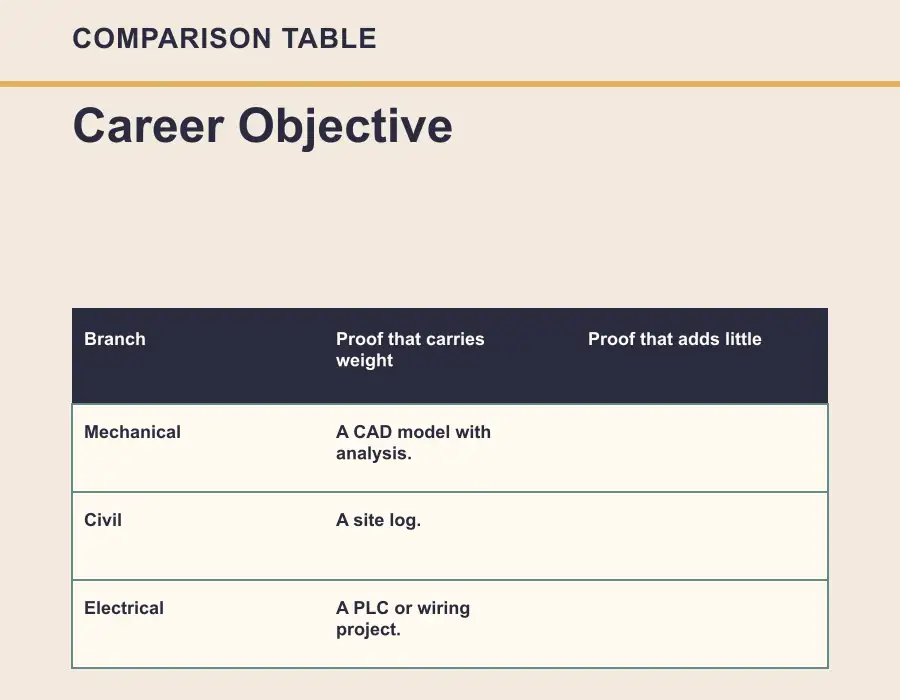 COMPARISON TABLE
Career Objective
Branch
Proof that carries
weight
Proof that adds little
Mechanical
A CAD model with
analysis.
Civil
A site log.
Electrical
A PLC or wiring
project.